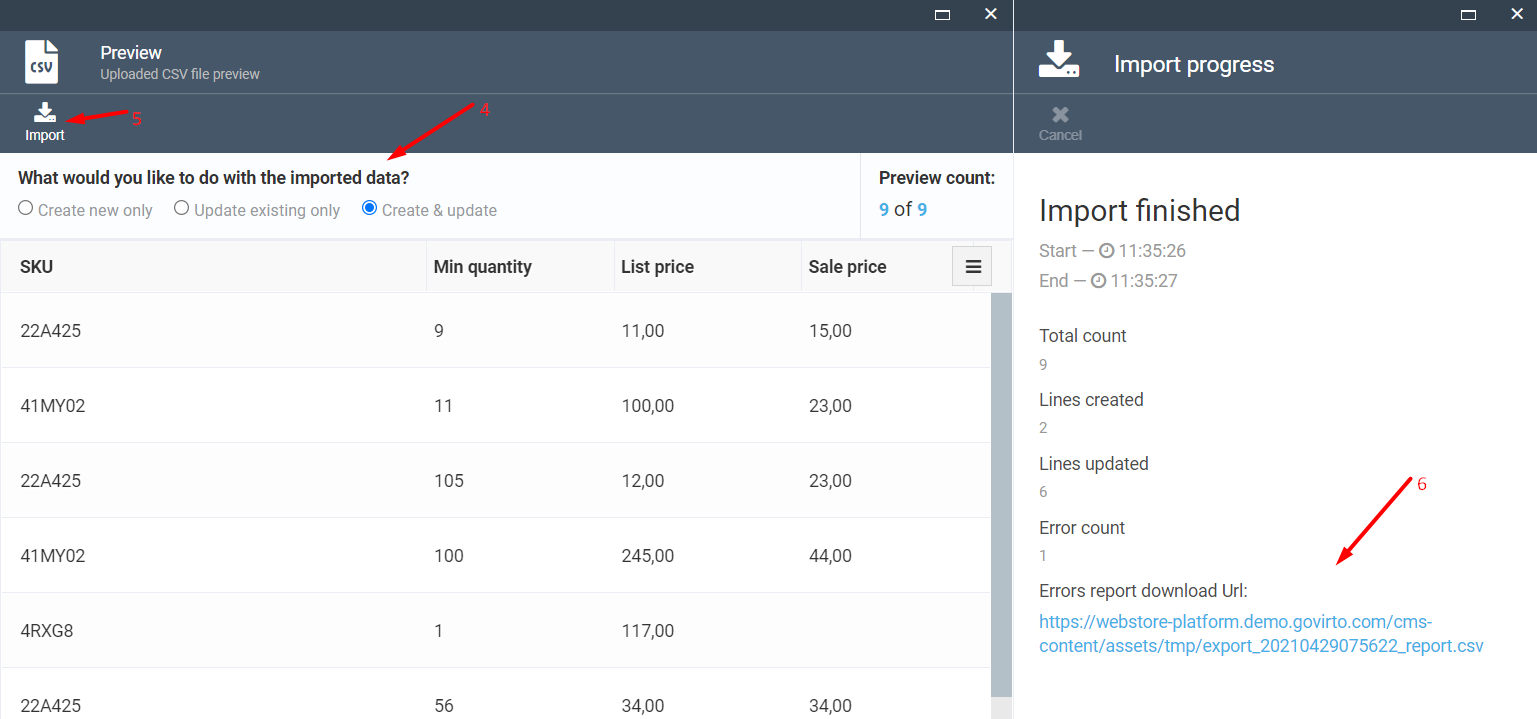 CSV
Preview
Uploaded CSV file preview
Import
5
4
What would you like to do with the imported data?
Create new only Update existing only Create & update
Preview count:
9 of 9
SKU Min quantity List price Sale price
22A425 9 11,00 15,00
41MY02 11 100,00 23,00
22A425 105 12,00 23,00
41MY02 100 245,00 44,00
4RXG8 1 117,00
22A425 56 34,00 34,00
Import progress
Cancel
Import finished
Start — 11:35:26
End — 11:35:27
Total count
9
Lines created
2
Lines updated
6
6
Error count
1
Errors report download Url:
https://webstore-platform.demo.govirto.com/cms-
content/assets/tmp/export_20210429075622_report.csv